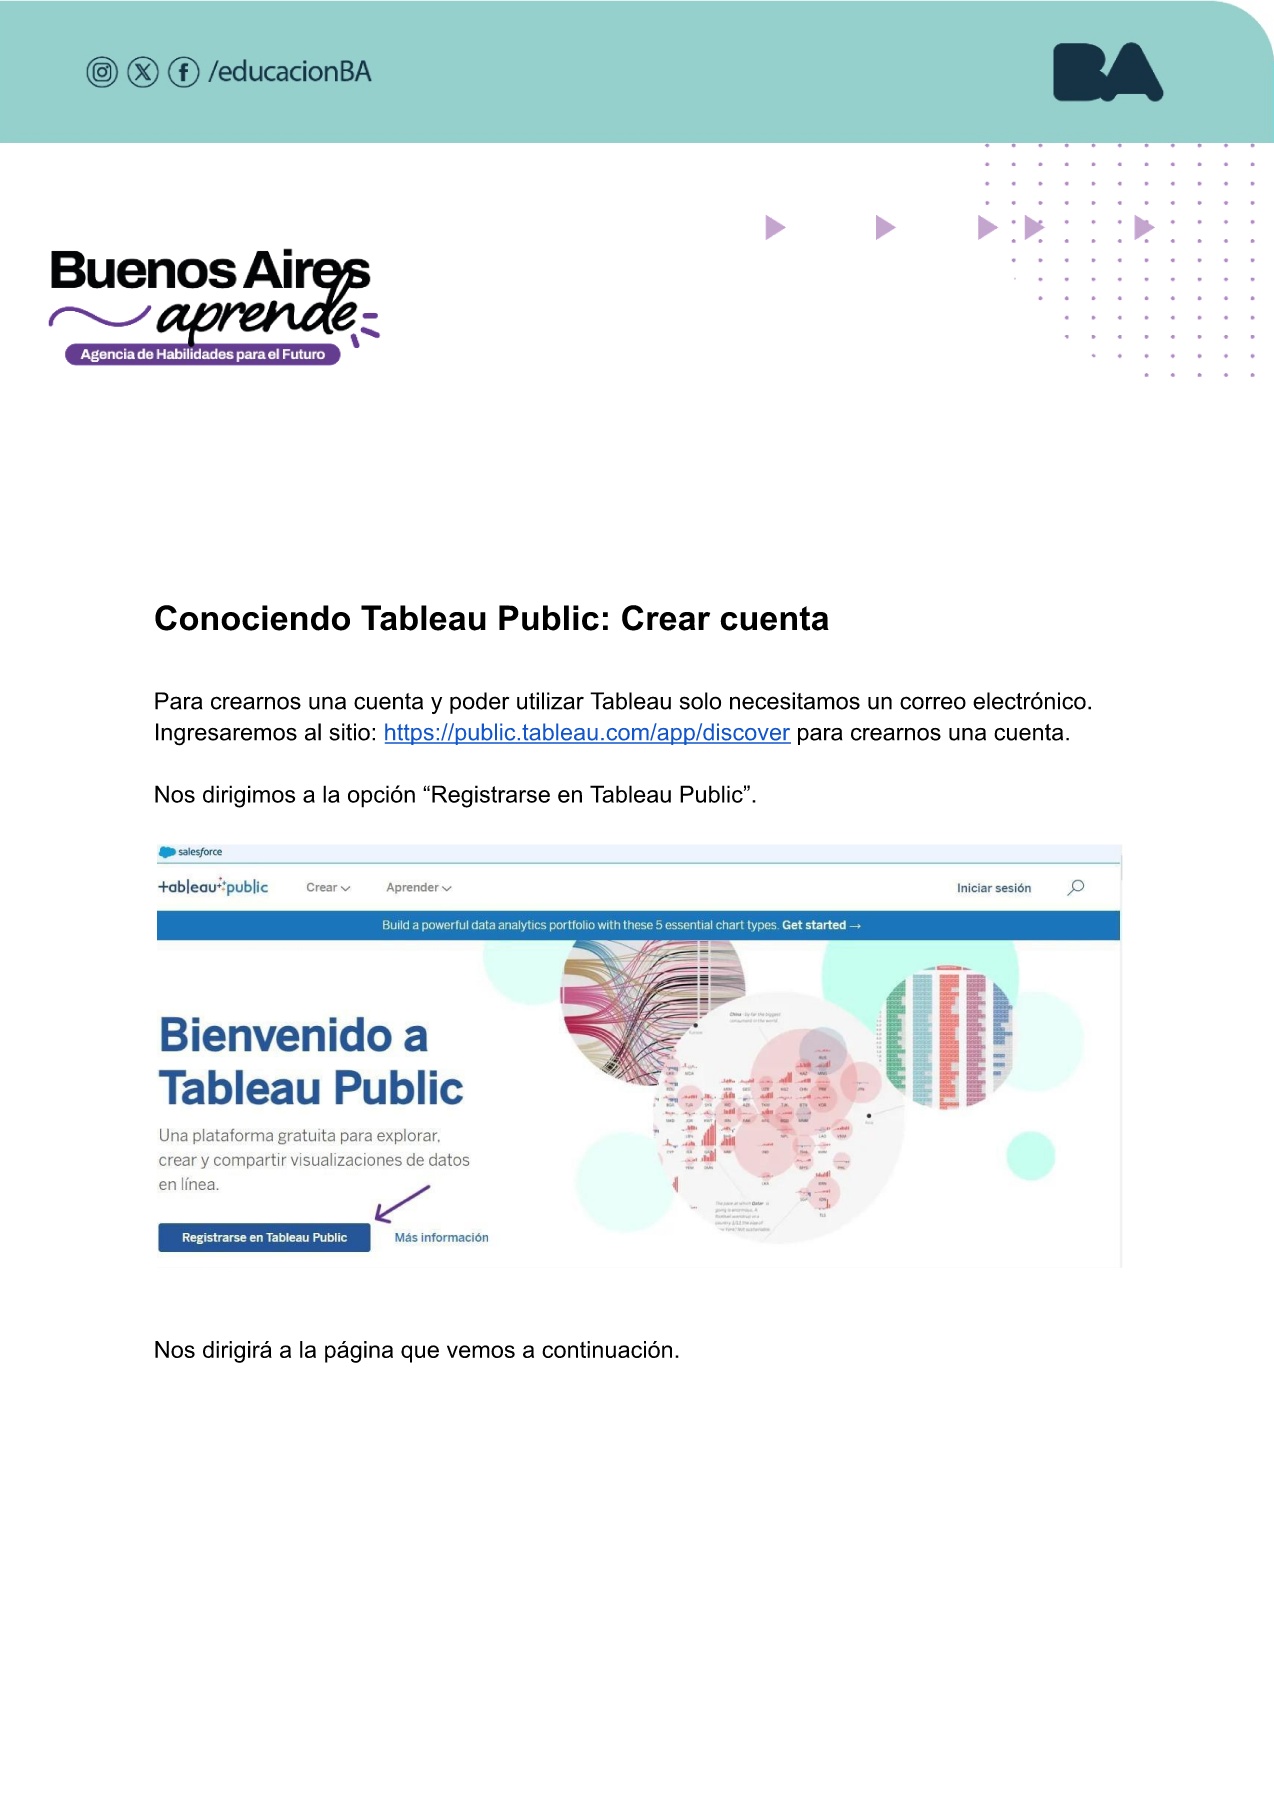 /educacionBA
BA
Buenos Aires
aprende
Agencia de Habilidades para el Futuro
Conociendo Tableau Public: Crear cuenta
Para crearnos una cuenta y poder utilizar Tableau solo necesitamos un correo electrónico.
Ingresaremos al sitio: https://public.tableau.com/app/discover para crearnos una cuenta.
Nos dirigimos a la opción “Registrarse en Tableau Public”.
salesforce
+ableau public Crear Aprender Iniciar sesión
Build a powerful data analytics portfolio with these 5 essential chart types. Get started →
Bienvenido a
Tableau Public
Una plataforma gratuita para explorar,
crear y compartir visualizaciones de datos
en línea.
Registrarse en Tableau Public Más información
Nos dirigirá a la página que vemos a continuación.